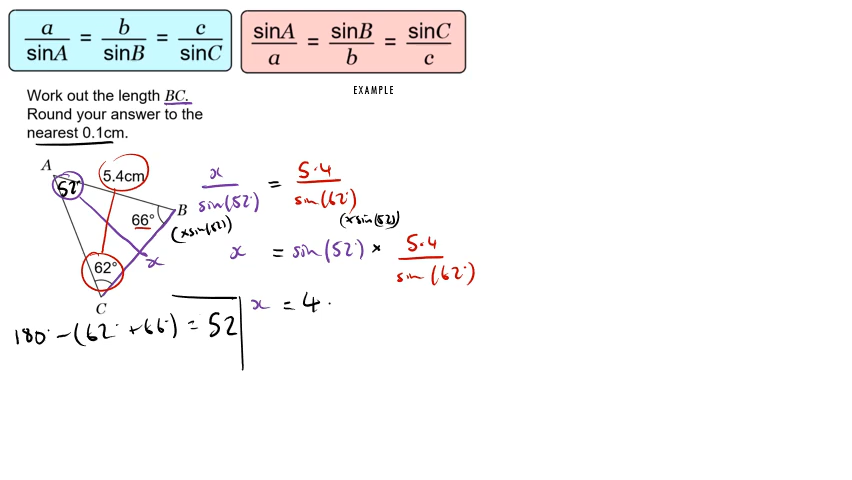 a/sinA = b/sinB = c/sinC
sinA/a = sinB/b = sinC/c
EXAMPLE
Work out the length BC.
Round your answer to the
nearest 0.1cm.
A
52°
5.4cm
66°
B
62°
x
C
x/sin(52°) = 5.4/sin(62°)
(×sin(52)) (×sin(52))
x = sin(52°) × 5.4/sin(62°)
x = 4.
180° - (62° + 66°) = 52